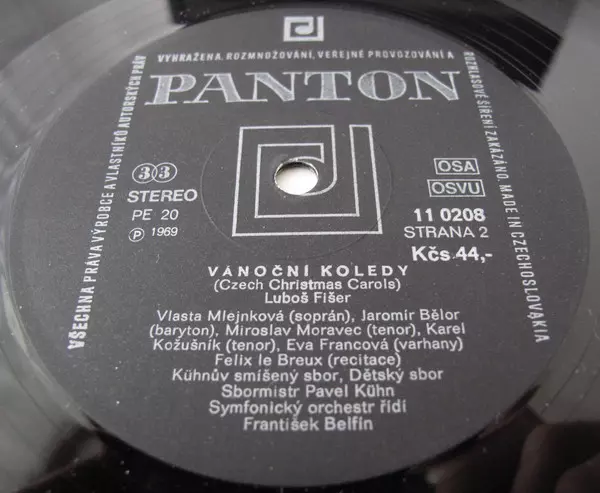 VŠECHNA PRÁVA VÝROBCE A VLASTNÍKŮ AUTORSKÝCH PRÁV
VYHRAŽENA. ROZMNOŽOVÁNÍ, VEŘEJNÉ PROVOZOVÁNÍ A
ROZHLASOVÉ ŠÍŘENÍ ZAKÁZÁNO. MADE IN CZECHOSLOVAKIA
PANTON
33
STEREO
PE 20
Ⓟ 1969
OSA
OSVU
11 0208
STRANA 2
Kčs 44,-
VÁNOČNÍ KOLEDY
(Czech Christmas Carols)
Luboš Fišer
Vlasta Mlejnková (soprán), Jaromír Bělor
(baryton), Miroslav Moravec (tenor), Karel
Kožušník (tenor), Eva Francová (varhany)
Felix le Breux (recitace)
Kühnův smíšený sbor, Dětský sbor
Sbormistr Pavel Kühn
Symfonický orchestr řídí
František Belfín